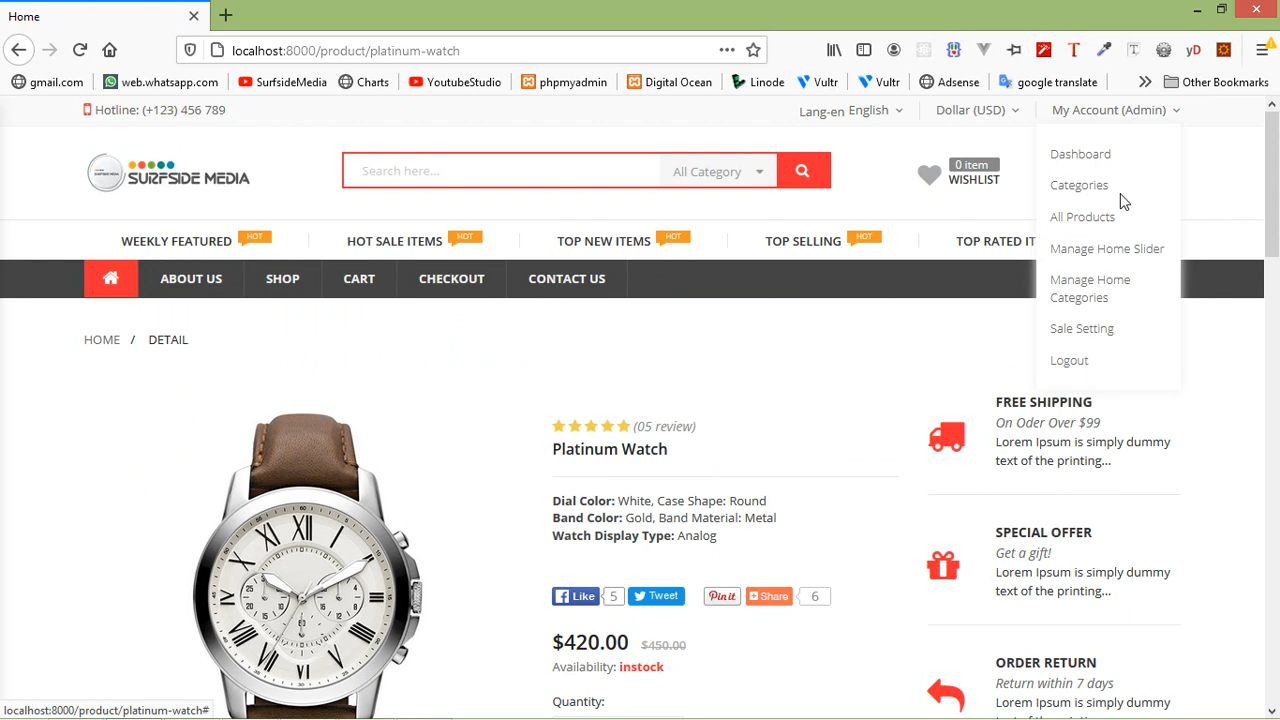 Home
localhost:8000/product/platinum-watch
gmail.com web.whatsapp.com SurfsideMedia Charts YoutubeStudio phpmyadmin Digital Ocean Linode Vultr Vultr Adsense google translate Other Bookmarks
Hotline: (+123) 456 789 Lang-en English Dollar (USD) My Account (Admin)
SURFSIDE MEDIA
Search here... All Category
0 item
WISHLIST
Dashboard
Categories
All Products
Manage Home Slider
Manage Home
Categories
Sale Setting
Logout
WEEKLY FEATURED HOT HOT SALE ITEMS HOT TOP NEW ITEMS HOT TOP SELLING HOT TOP RATED IT
ABOUT US SHOP CART CHECKOUT CONTACT US
HOME / DETAIL
(05 review)
Platinum Watch
Dial Color: White, Case Shape: Round
Band Color: Gold, Band Material: Metal
Watch Display Type: Analog
Like 5 Tweet Pin it Share 6
$420.00 $450.00
Availability: instock
Quantity:
FREE SHIPPING
On Oder Over $99
Lorem Ipsum is simply dummy
text of the printing...
SPECIAL OFFER
Get a gift!
Lorem Ipsum is simply dummy
text of the printing...
ORDER RETURN
Return within 7 days
Lorem Ipsum is simply dummy
text of the printing...
localhost:8000/product/platinum-watch#